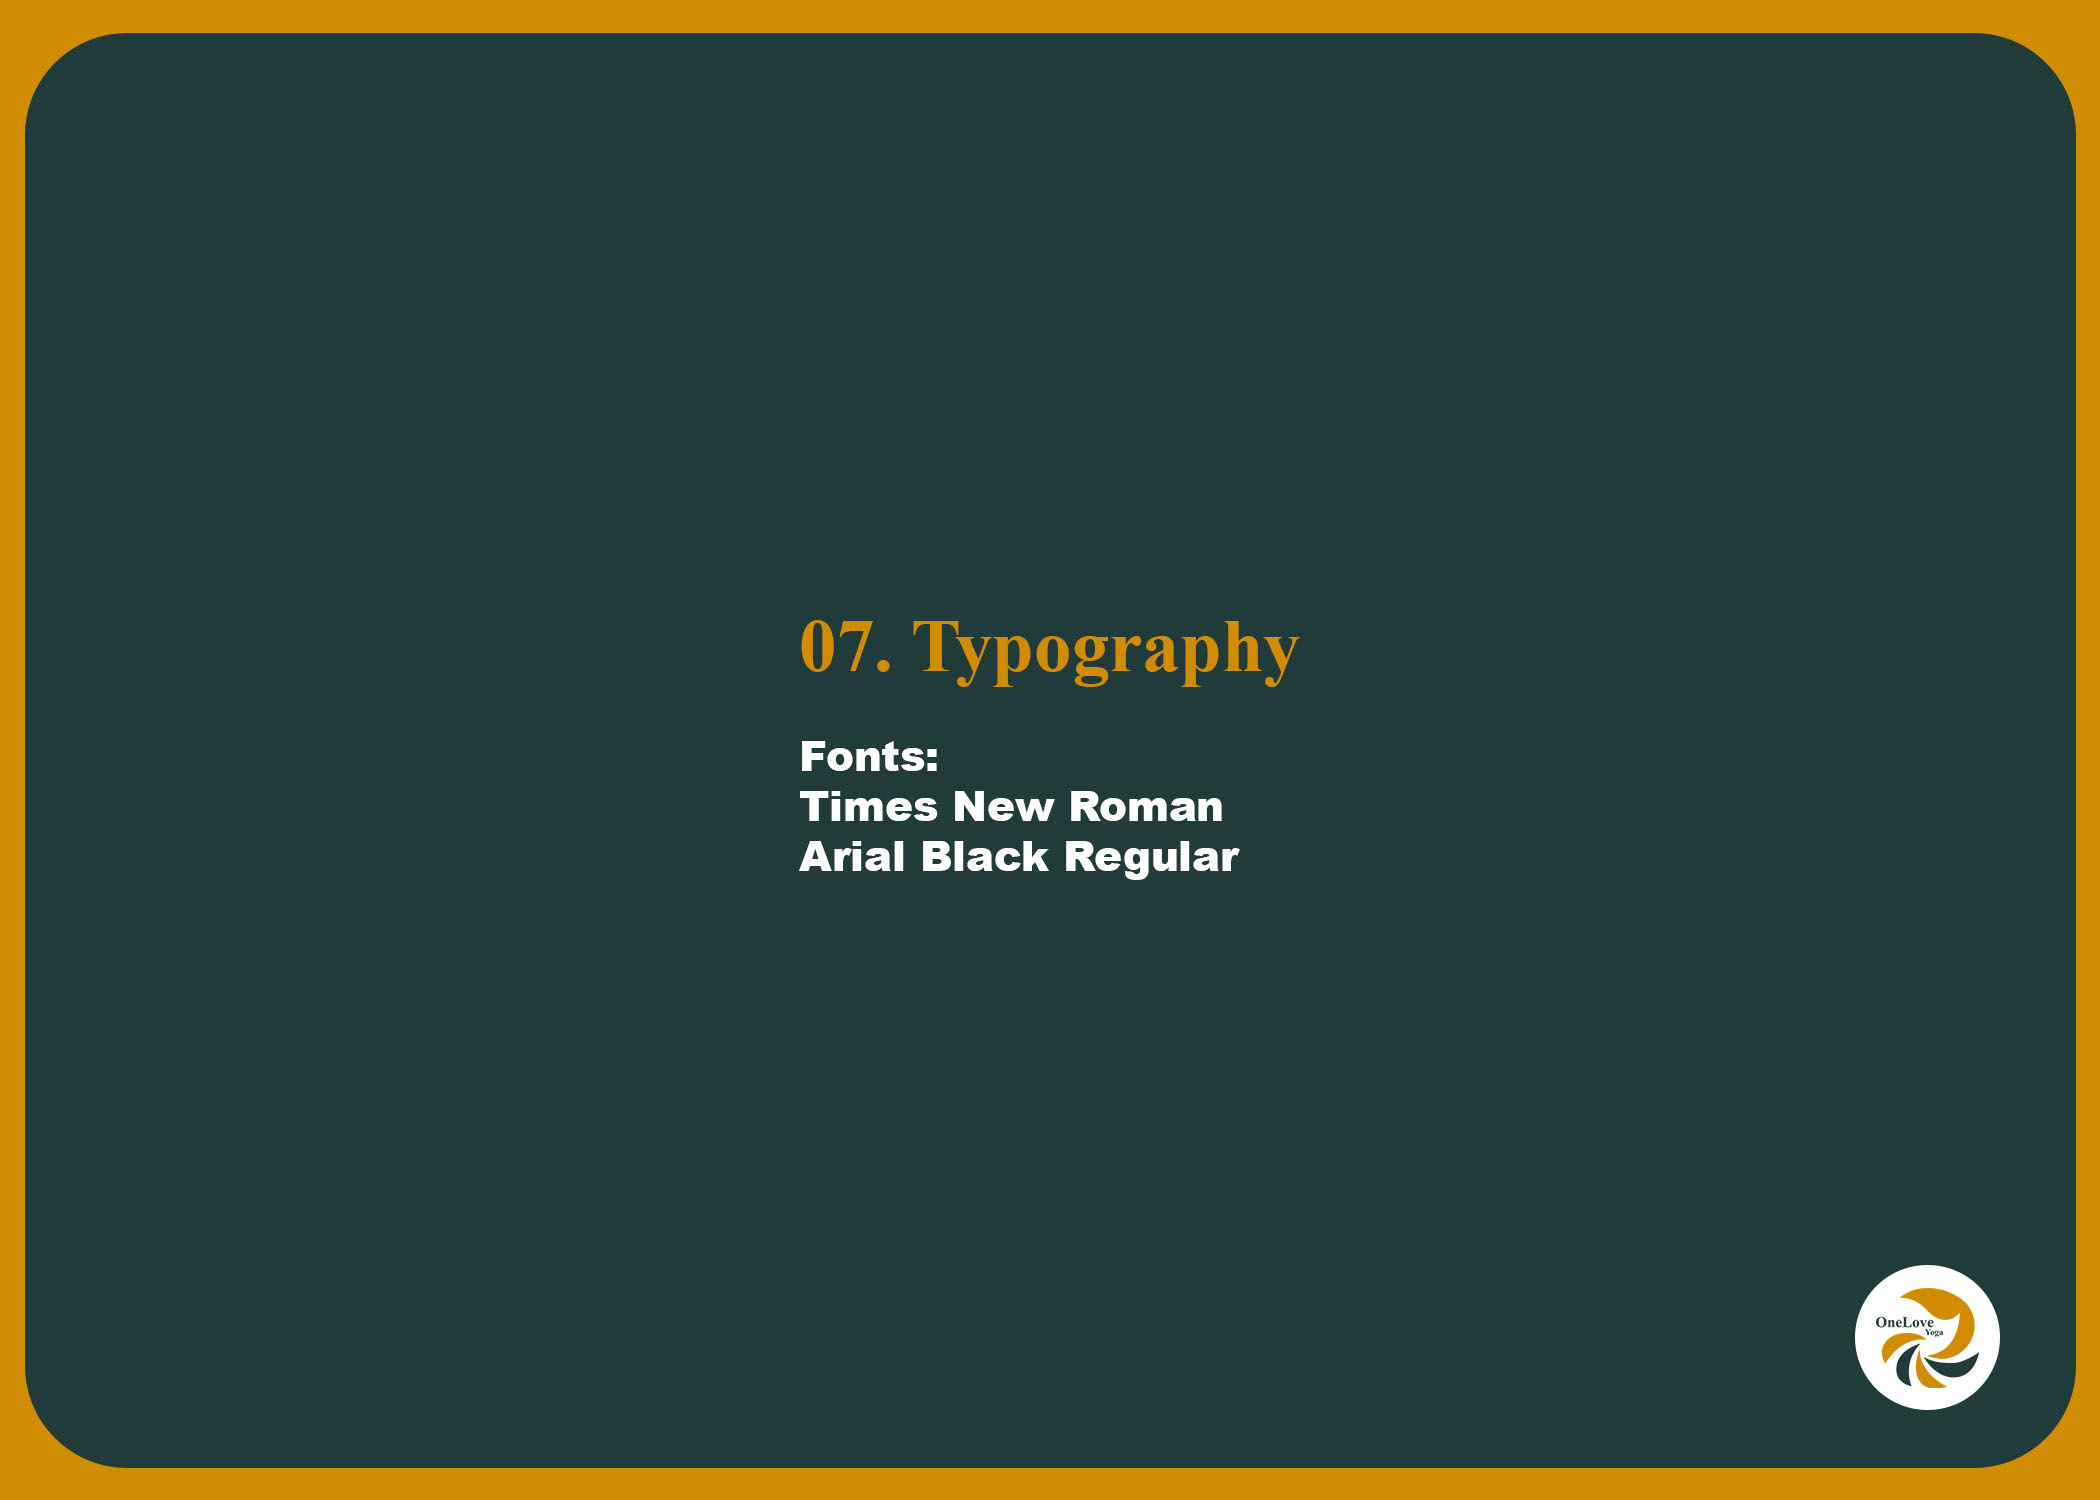 07. Typography
Fonts:
Times New Roman
Arial Black Regular
OneLove
Yoga